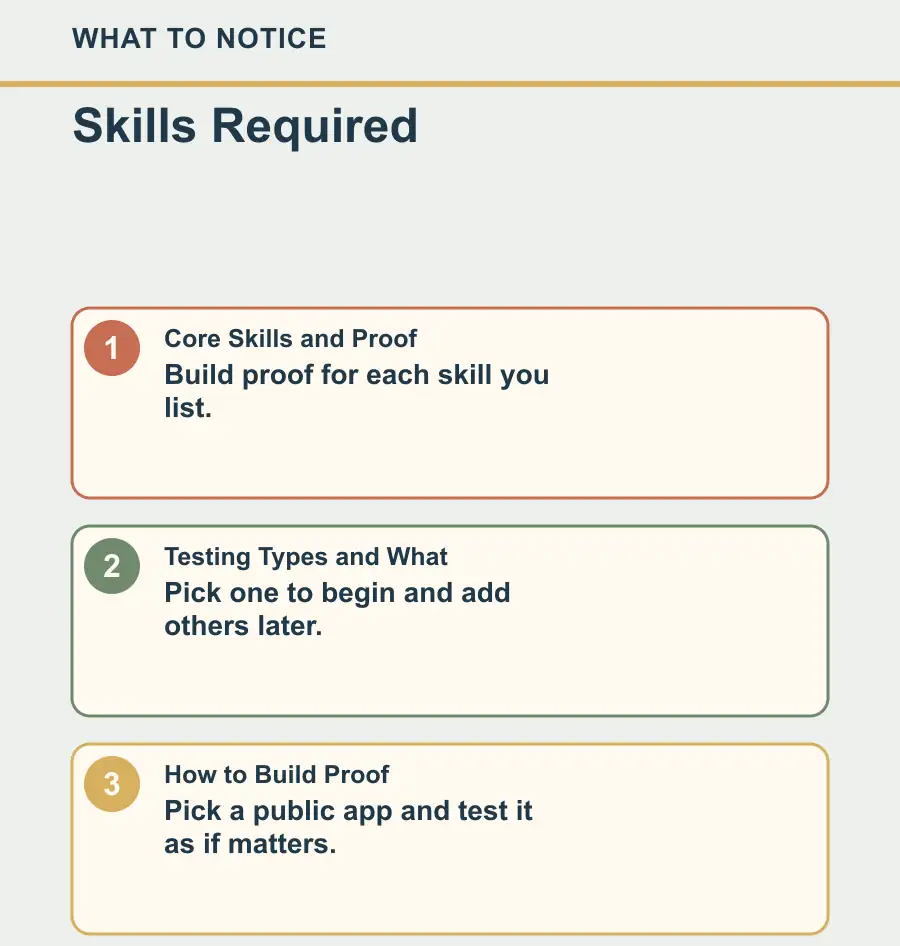 WHAT TO NOTICE
Skills Required
1
Core Skills and Proof
Build proof for each skill you
list.
2
Testing Types and What
Pick one to begin and add
others later.
3
How to Build Proof
Pick a public app and test it
as if matters.